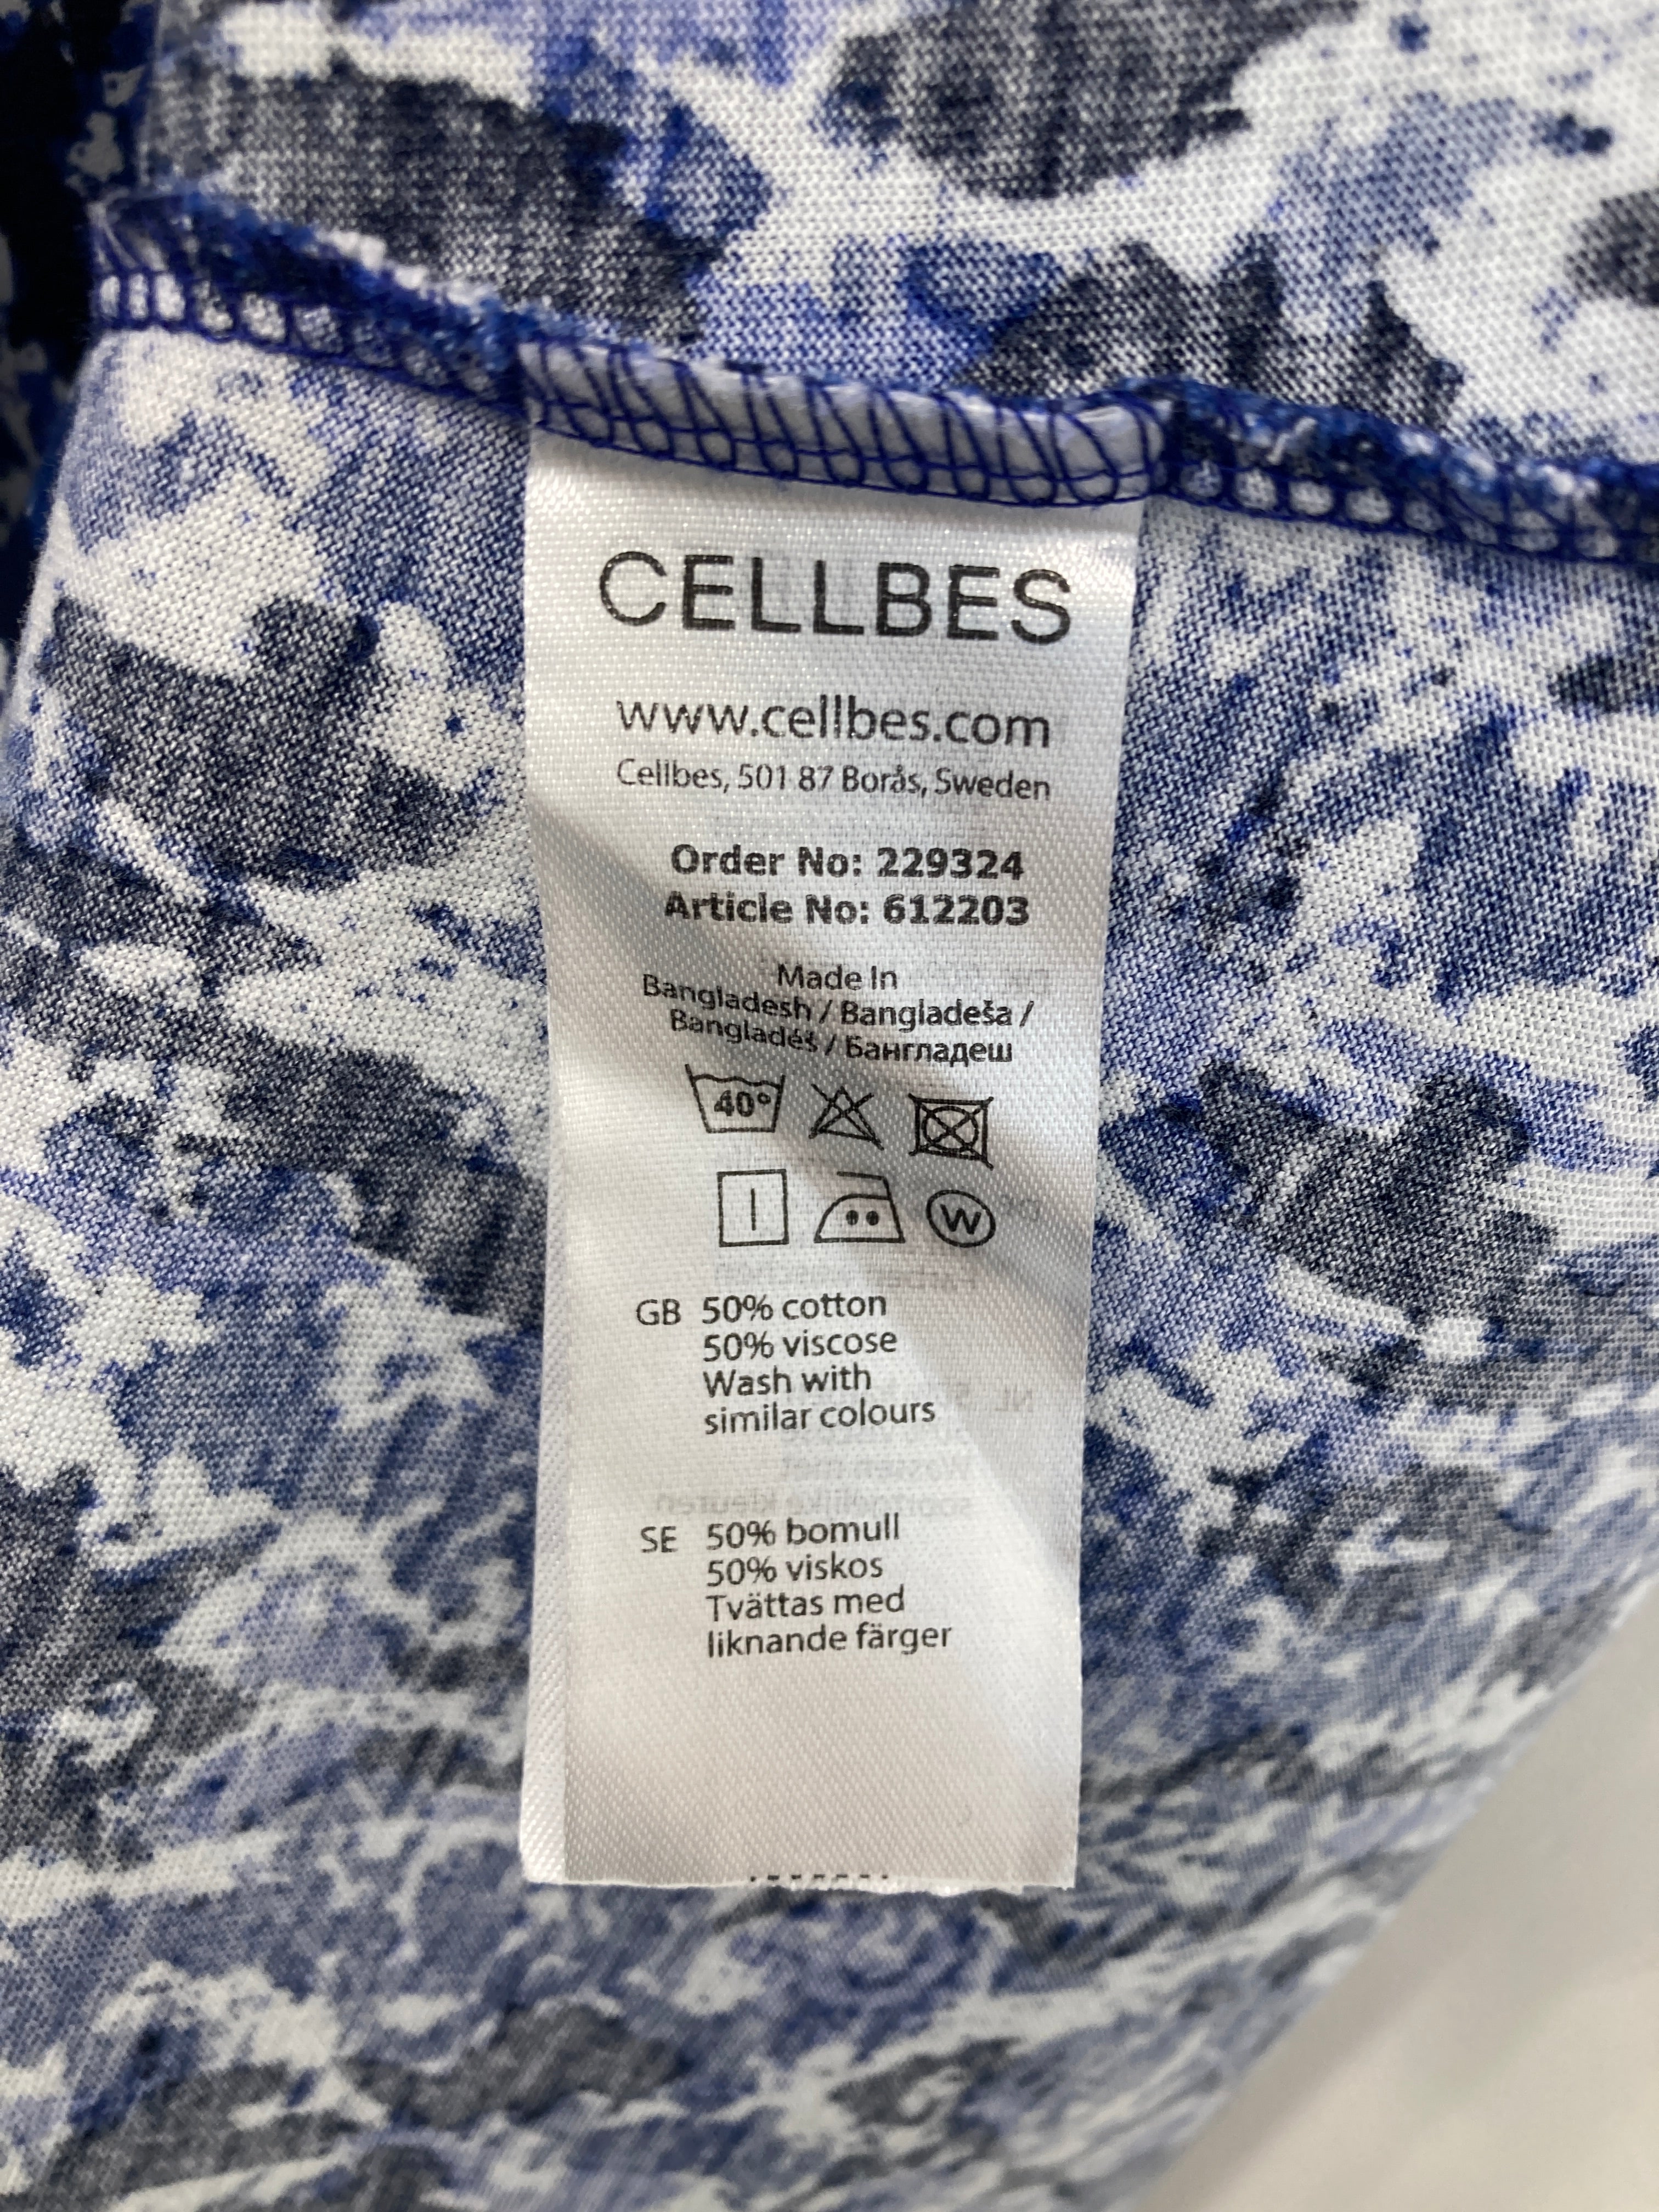 CELLBES
www.cellbes.com
Cellbes, 501 87 Borås, Sweden
Order No: 229324
Article No: 612203
Made In
Bangladesh / Bangladeša /
Bangladéš / Бангладеш
40°
W
GB 50% cotton
50% viscose
Wash with
similar colours
SE 50% bomull
50% viskos
Tvättas med
liknande färger